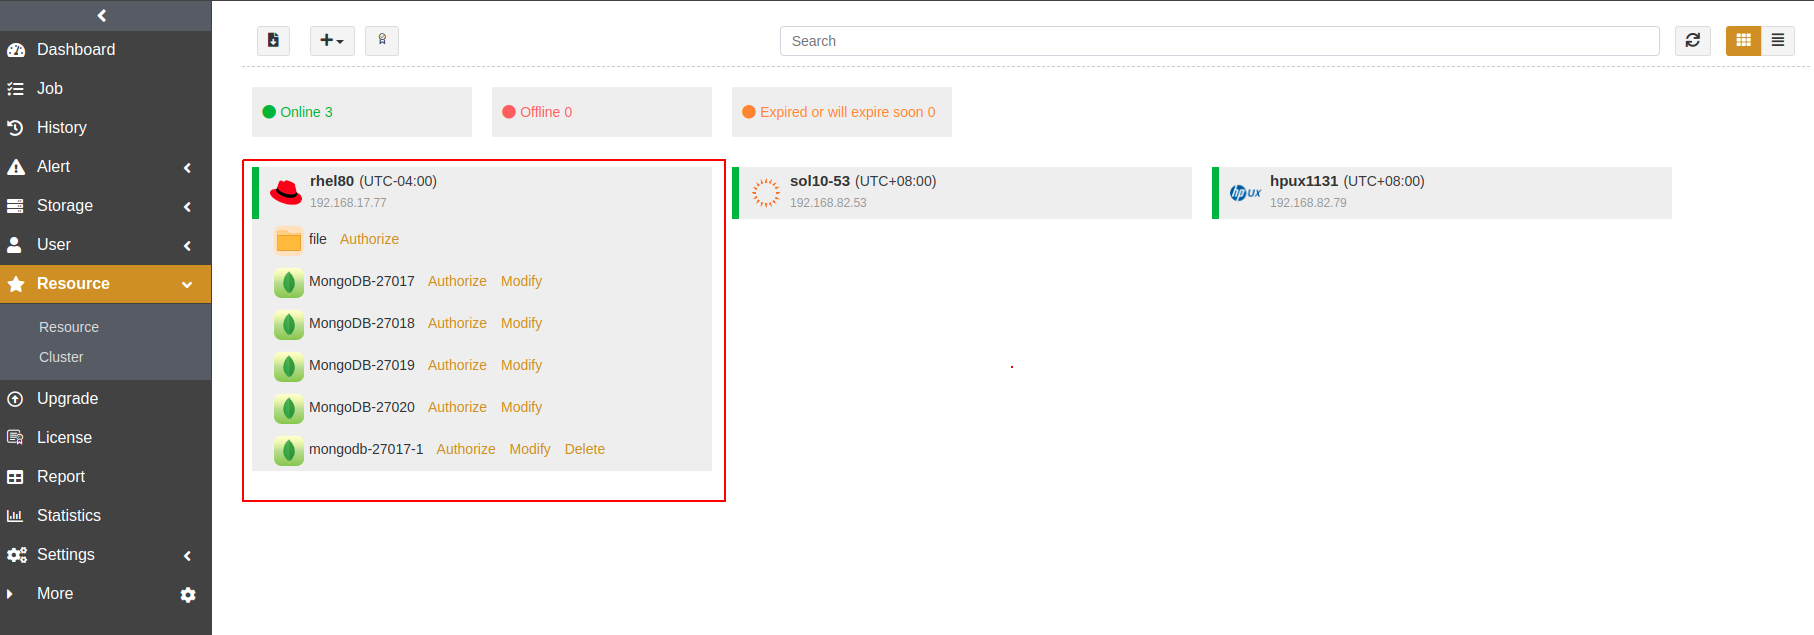 Dashboard
Job
History
Alert
Storage
User
Resource
Resource
Cluster
Upgrade
License
Report
Statistics
Settings
More
Search
Online 3
Offline 0
Expired or will expire soon 0
rhel80 (UTC-04:00)
192.168.17.77
file Authorize
MongoDB-27017 Authorize Modify
MongoDB-27018 Authorize Modify
MongoDB-27019 Authorize Modify
MongoDB-27020 Authorize Modify
mongodb-27017-1 Authorize Modify Delete
sol10-53 (UTC+08:00)
192.168.82.53
hp UX
hpux1131 (UTC+08:00)
192.168.82.79